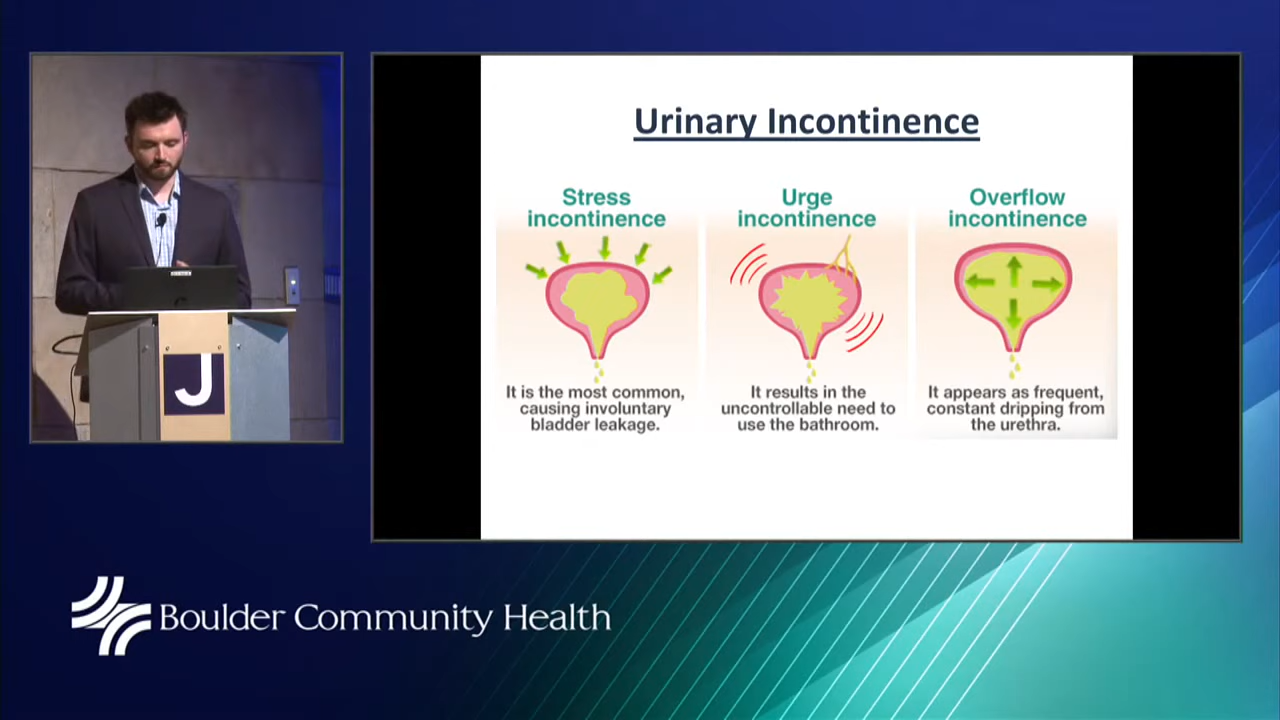 J
Urinary Incontinence
Stress
incontinence
It is the most common,
causing involuntary
bladder leakage.
Urge
incontinence
It results in the
uncontrollable need to
use the bathroom.
Overflow
incontinence
It appears as frequent,
constant dripping from
the urethra.
Boulder Community Health